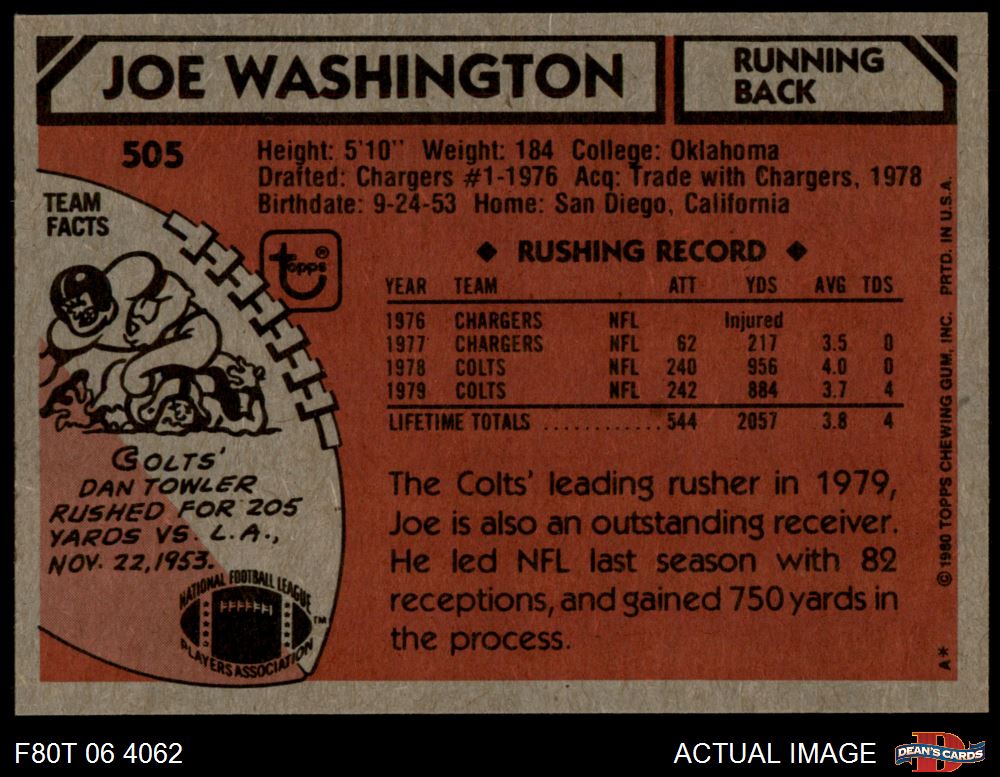 JOE WASHINGTON
RUNNING
BACK
505
Height: 5'10" Weight: 184 College: Oklahoma
Drafted: Chargers #1-1976 Acq: Trade with Chargers, 1978
Birthdate: 9-24-53 Home: San Diego, California
TEAM
FACTS
topps®
◆ RUSHING RECORD ◆
YEAR TEAM ATT YDS AVG TDS
1976 CHARGERS NFL Injured
1977 CHARGERS NFL 62 217 3.5 0
1978 COLTS NFL 240 956 4.0 0
1979 COLTS NFL 242 884 3.7 4
LIFETIME TOTALS ............ 544 2057 3.8 4
COLTS'
DAN TOWLER
RUSHED FOR 205
YARDS VS. L.A.,
NOV. 22, 1953.
The Colts' leading rusher in 1979,
Joe is also an outstanding receiver.
He led NFL last season with 82
receptions, and gained 750 yards in
the process.
NATIONAL FOOTBALL LEAGUE
PLAYERS ASSOCIATION
TM
A* © 1980 TOPPS CHEWING GUM, INC. PRTD. IN U.S.A.
F80T 06 4062
ACTUAL IMAGE
D
DEAN'S CARDS